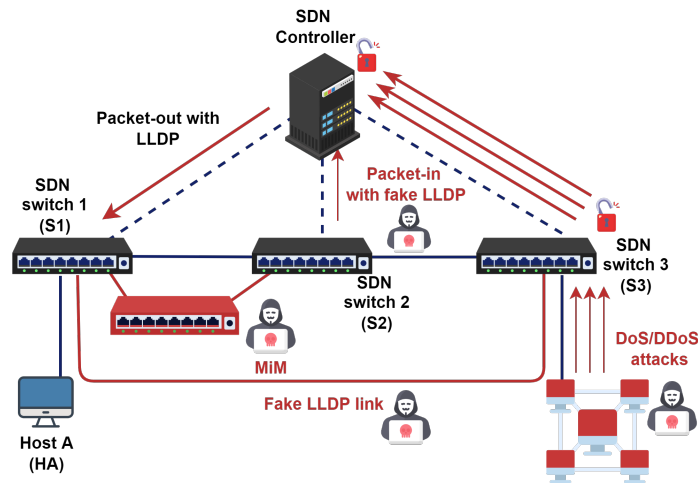 SDN
Controller
Packet-out with
LLDP
Packet-in
with fake LLDP
SDN
switch 1
(S1)
SDN
switch 2
(S2)
SDN
switch 3
(S3)
MiM
DoS/DDoS
attacks
Fake LLDP link
Host A
(HA)